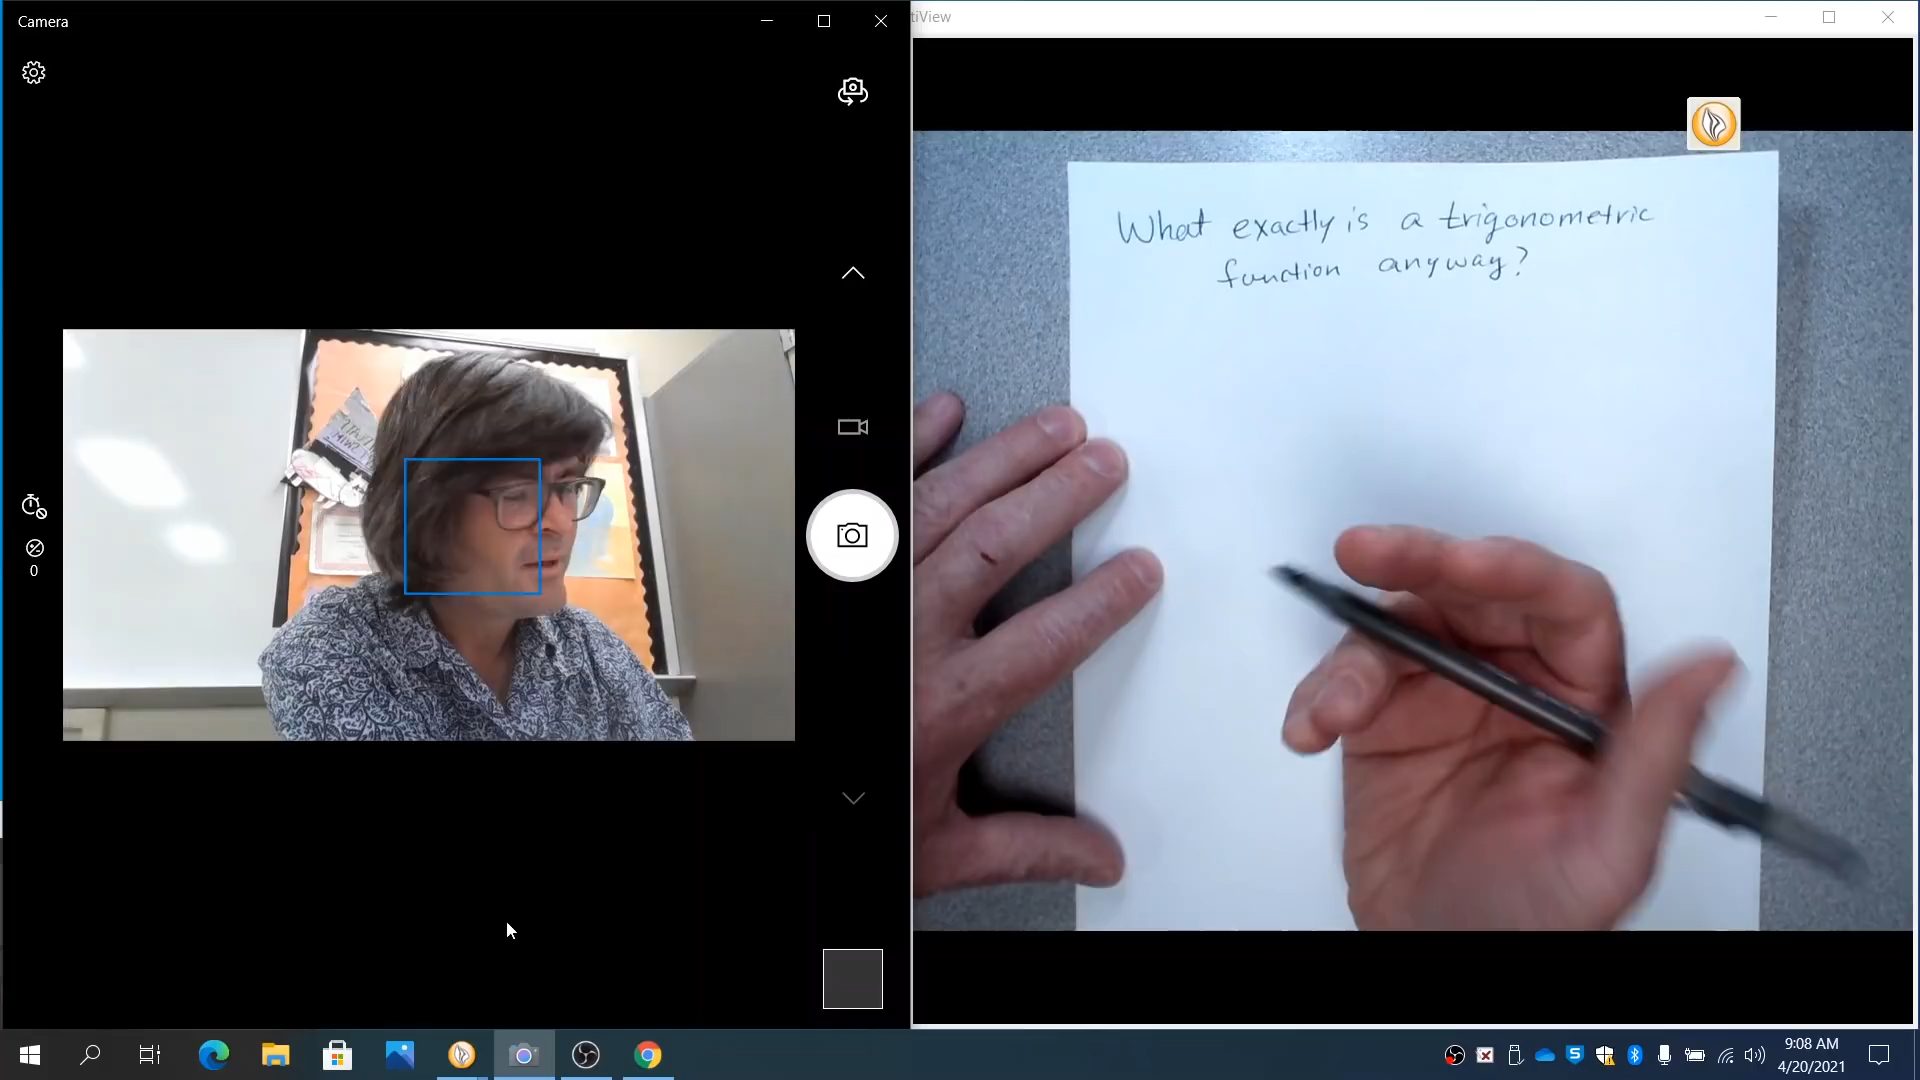 Camera
tiView
What exactly is a trigonometric
function anyway?
0
9:08 AM
4/20/2021